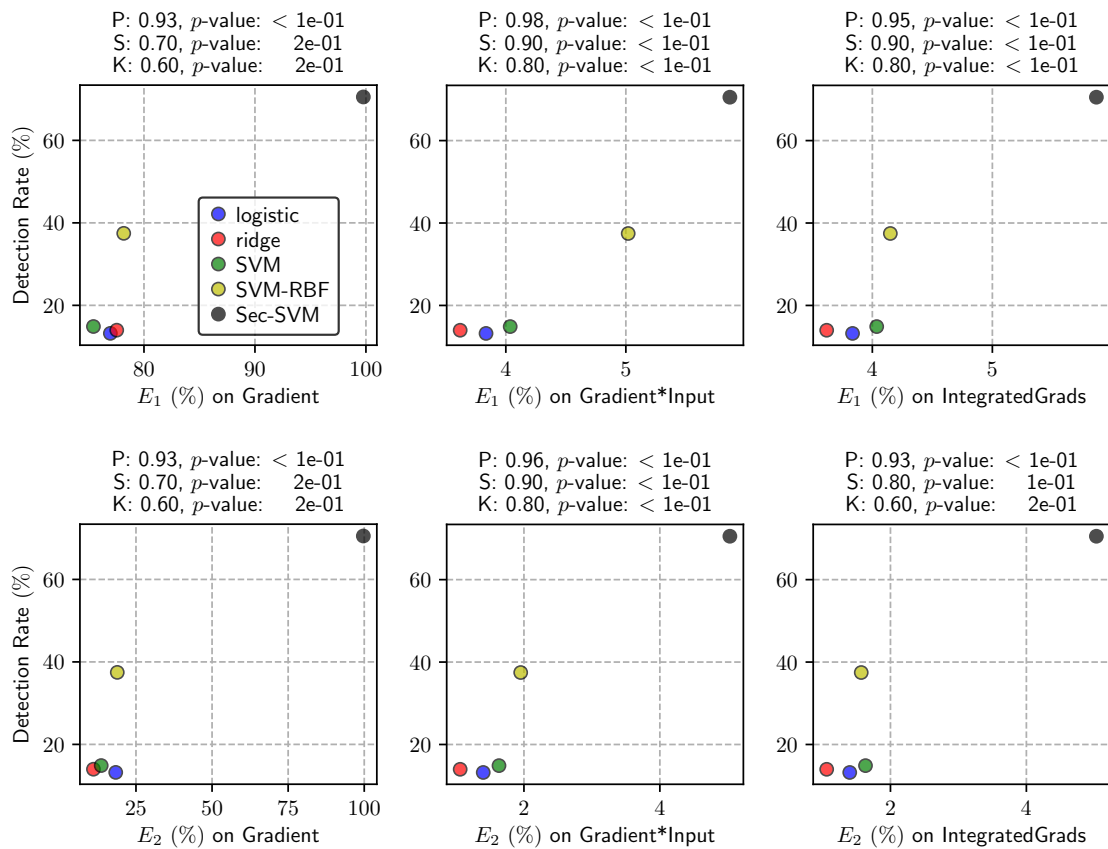 P: 0.93, p-value: < 1e-01
S: 0.70, p-value: 2e-01
K: 0.60, p-value: 2e-01
P: 0.98, p-value: < 1e-01
S: 0.90, p-value: < 1e-01
K: 0.80, p-value: < 1e-01
P: 0.95, p-value: < 1e-01
S: 0.90, p-value: < 1e-01
K: 0.80, p-value: < 1e-01
Detection Rate (%)
60
40
20
logistic
ridge
SVM
SVM-RBF
Sec-SVM
80 90 100
E1 (%) on Gradient
60
40
20
4 5
E1 (%) on Gradient*Input
60
40
20
4 5
E1 (%) on IntegratedGrads
P: 0.93, p-value: < 1e-01
S: 0.70, p-value: 2e-01
K: 0.60, p-value: 2e-01
P: 0.96, p-value: < 1e-01
S: 0.90, p-value: < 1e-01
K: 0.80, p-value: < 1e-01
P: 0.93, p-value: < 1e-01
S: 0.80, p-value: 1e-01
K: 0.60, p-value: 2e-01
Detection Rate (%)
60
40
20
25 50 75 100
E2 (%) on Gradient
60
40
20
2 4
E2 (%) on Gradient*Input
60
40
20
2 4
E2 (%) on IntegratedGrads